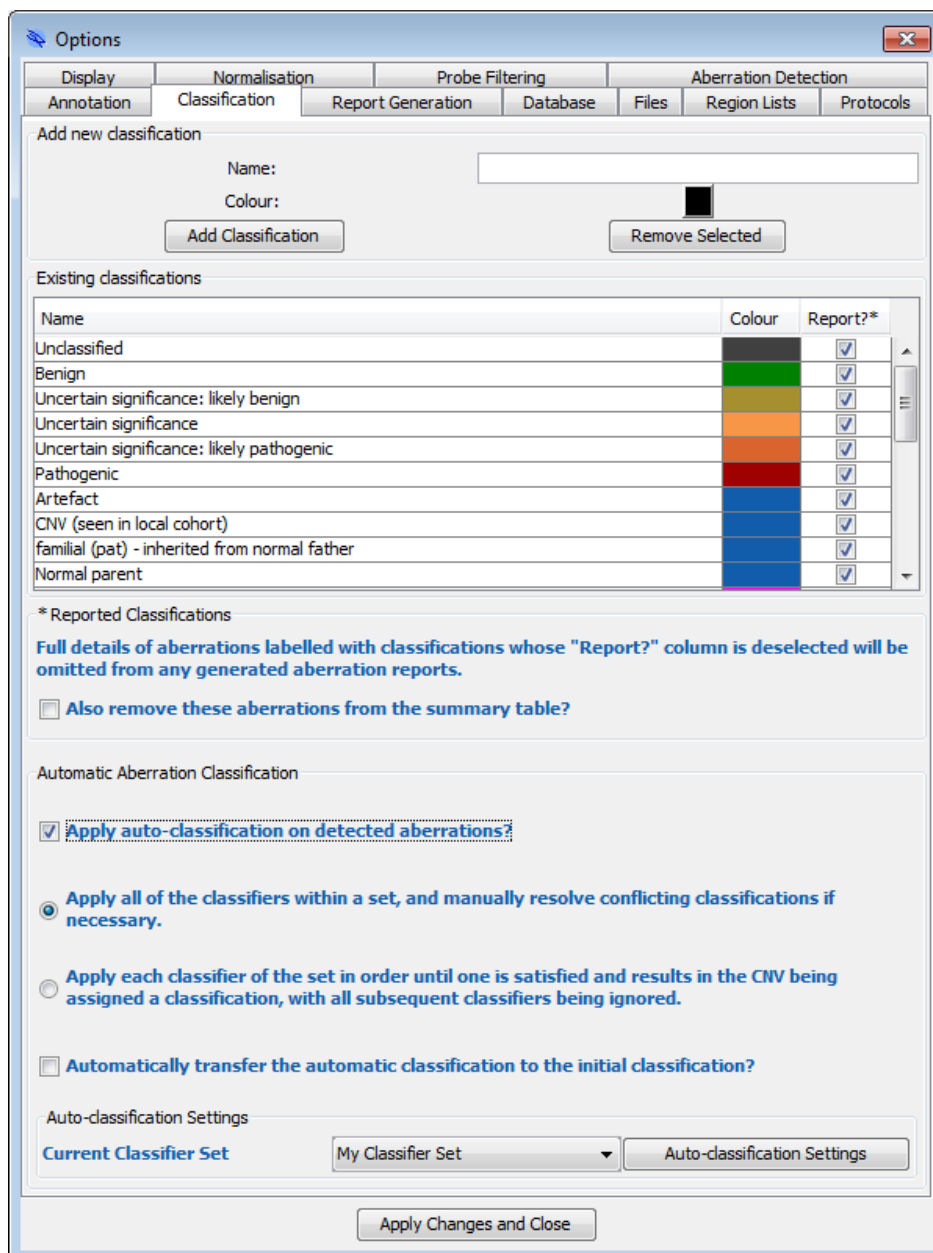 Options
Display Normalisation Probe Filtering Aberration Detection
Annotation Classification Report Generation Database Files Region Lists Protocols
Add new classification
Name:
Colour:
Add Classification Remove Selected
Existing classifications
Name Colour Report?*
Unclassified
Benign
Uncertain significance: likely benign
Uncertain significance
Uncertain significance: likely pathogenic
Pathogenic
Artefact
CNV (seen in local cohort)
familial (pat) - inherited from normal father
Normal parent
* Reported Classifications
Full details of aberrations labelled with classifications whose "Report?" column is deselected will be
omitted from any generated aberration reports.
Also remove these aberrations from the summary table?
Automatic Aberration Classification
Apply auto-classification on detected aberrations?
Apply all of the classifiers within a set, and manually resolve conflicting classifications if
necessary.
Apply each classifier of the set in order until one is satisfied and results in the CNV being
assigned a classification, with all subsequent classifiers being ignored.
Automatically transfer the automatic classification to the initial classification?
Auto-classification Settings
Current Classifier Set My Classifier Set Auto-classification Settings
Apply Changes and Close